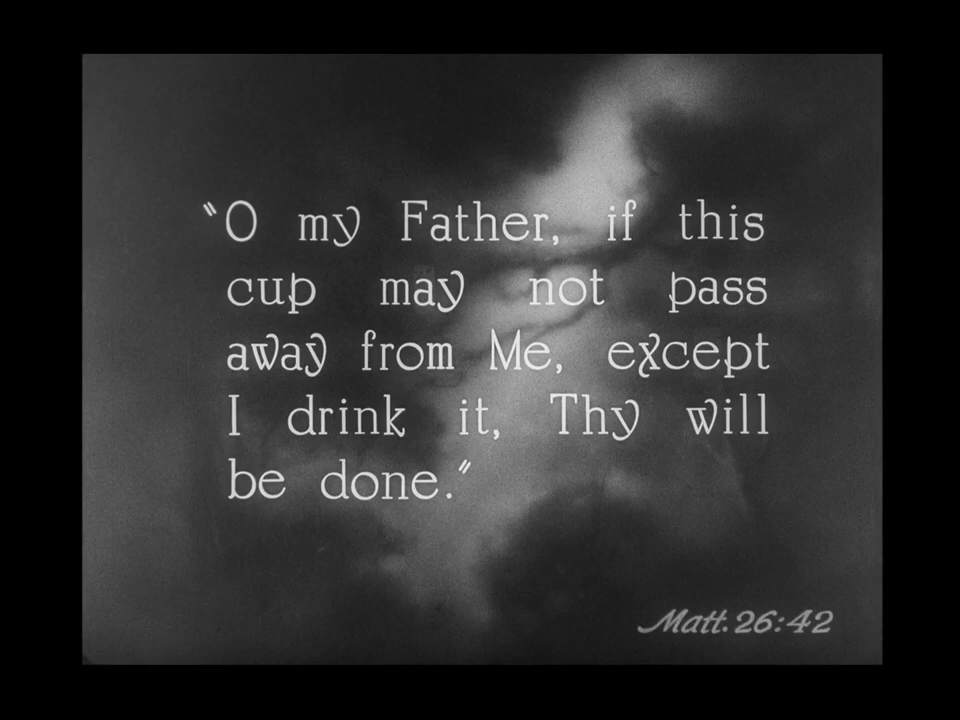 “O my Father, if this
cup may not pass
away from Me, except
I drink it, Thy will
be done.”
Matt. 26:42